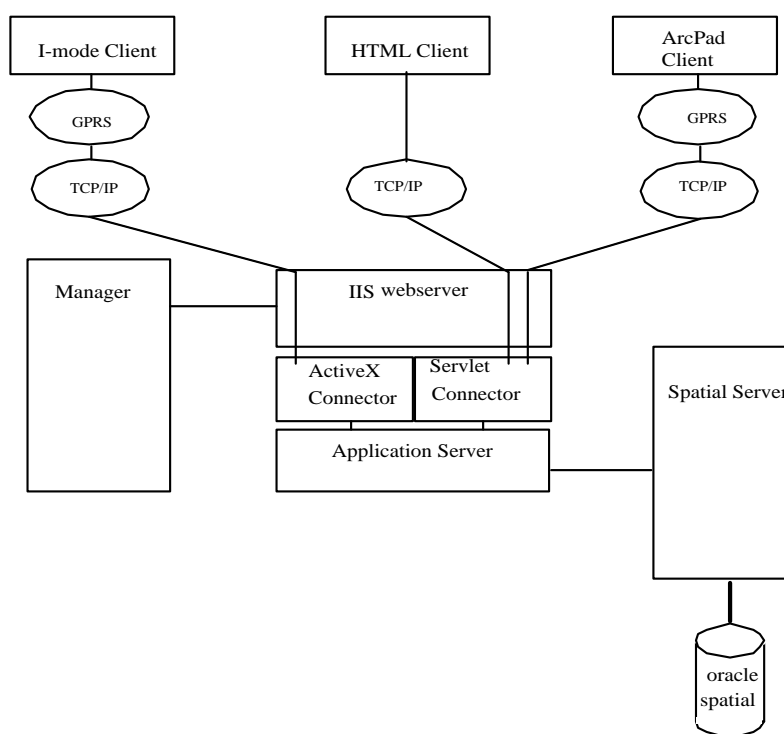 I-mode Client
HTML Client
ArcPad
Client
GPRS
GPRS
TCP/IP
TCP/IP
TCP/IP
Manager
IIS webserver
ActiveX
Connector
Servlet
Connector
Spatial Server
Application Server
oracle
spatial